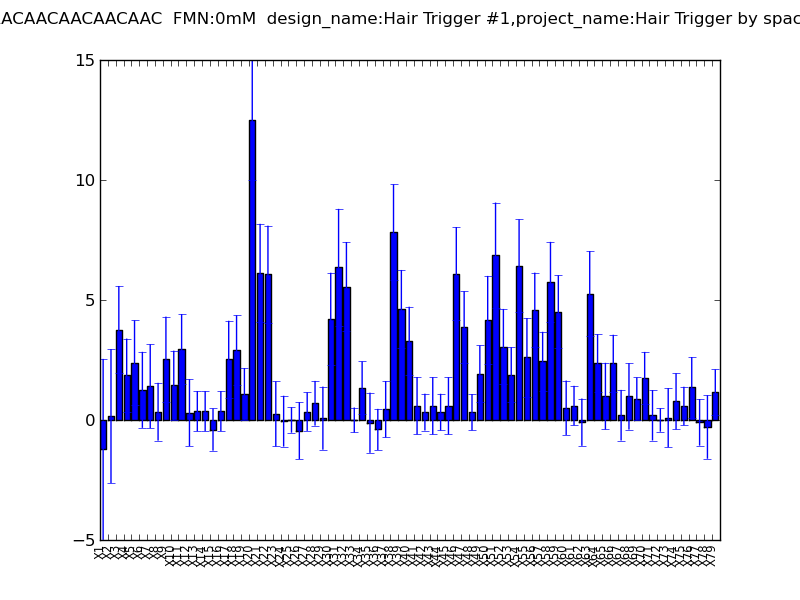 ACAACAACAACAAC FMN:0mM design_name:Hair Trigger #1,project_name:Hair Trigger by spac
15
10
5
0
−5
X1 X2 X3 X4 X5 X6 X7 X8 X9 X10 X11 X12 X13 X14 X15 X16 X17 X18 X19 X20 X21 X22 X23 X24 X25 X26 X27 X28 X29 X30 X31 X32 X33 X34 X35 X36 X37 X38 X39 X40 X41 X42 X43 X44 X45 X46 X47 X48 X49 X50 X51 X52 X53 X54 X55 X56 X57 X58 X59 X60 X61 X62 X63 X64 X65 X66 X67 X68 X69 X70 X71 X72 X73 X74 X75 X76 X77 X78 X79